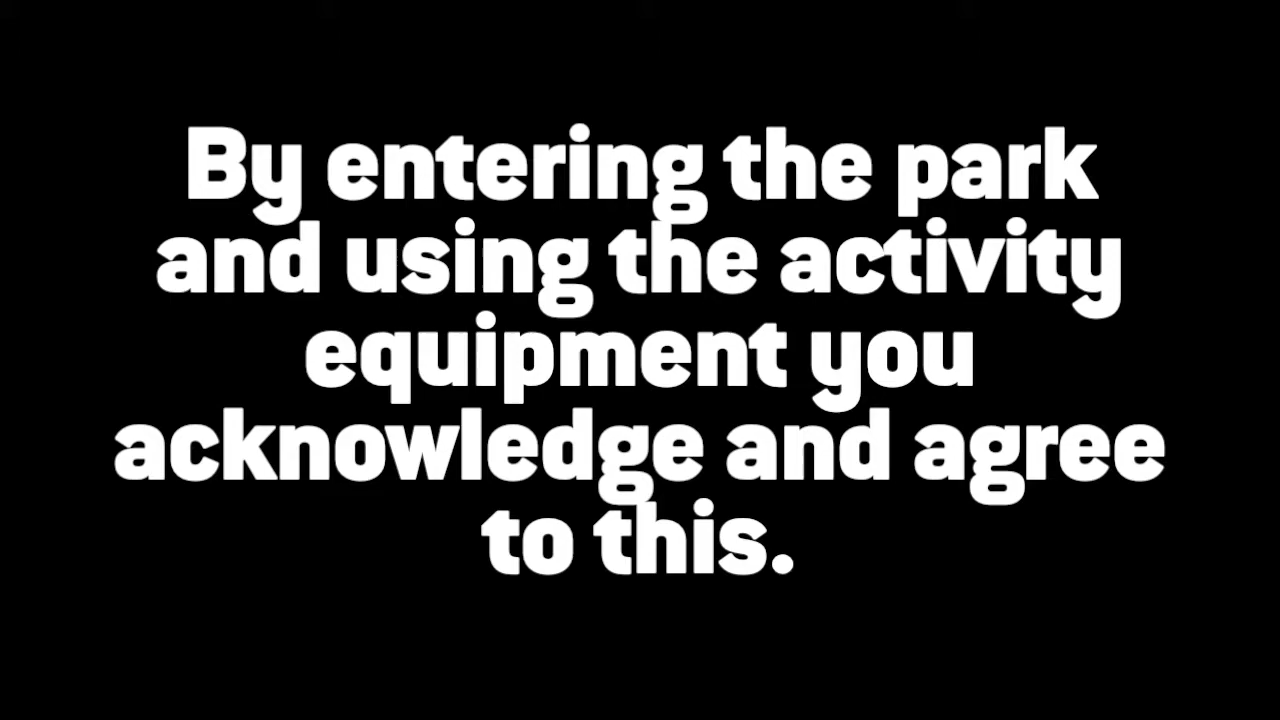 By entering the park
and using the activity
equipment you
acknowledge and agree
to this.